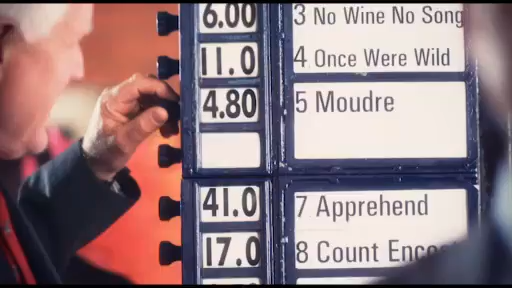 6.00 3 No Wine No Song
11.0 4 Once Were Wild
4.80 5 Moudre
41.0 7 Apprehend
17.0 8 Count